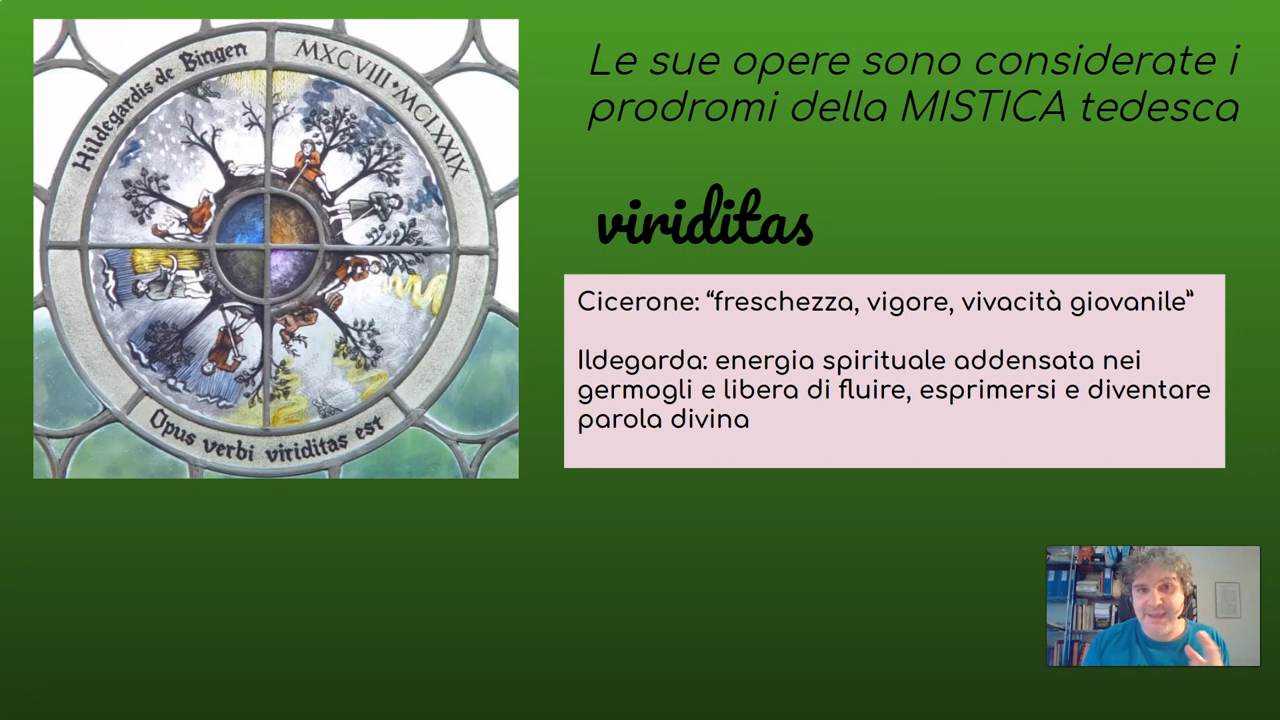 Hildegardis de Bingen
MXCVIII · MCLXXIX
Opus verbi viriditas est
Le sue opere sono considerate i
prodromi della MISTICA tedesca
viriditas
Cicerone: “freschezza, vigore, vivacità giovanile”
Ildegarda: energia spirituale addensata nei
germogli e libera di fluire, esprimersi e diventare
parola divina